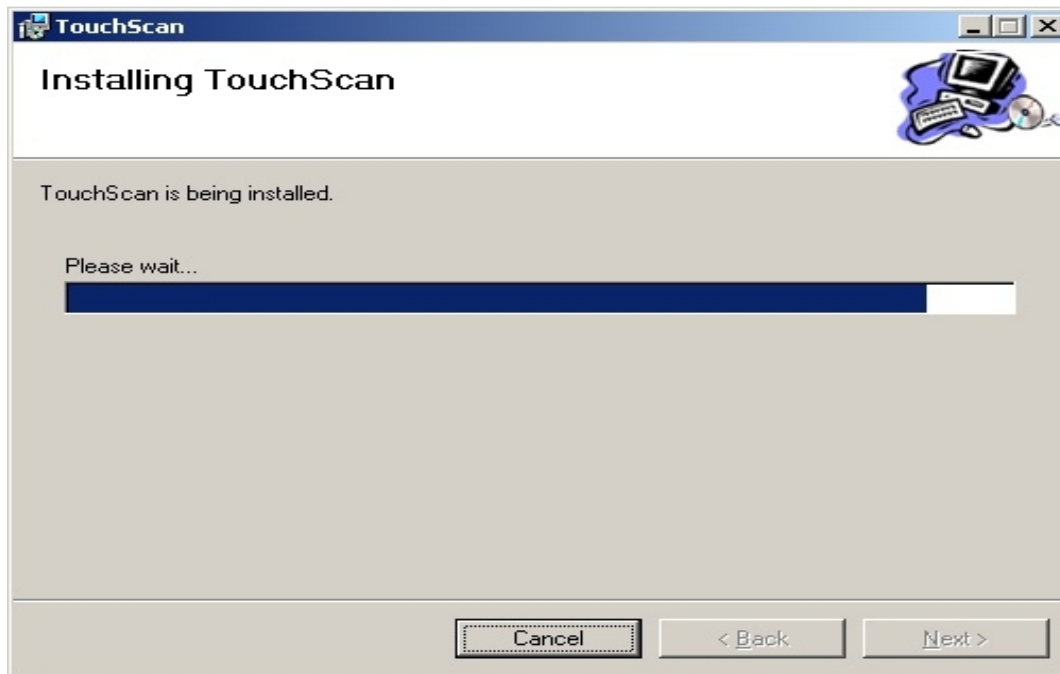 TouchScan
Installing TouchScan
TouchScan is being installed.
Please wait...
Cancel
< Back
Next >